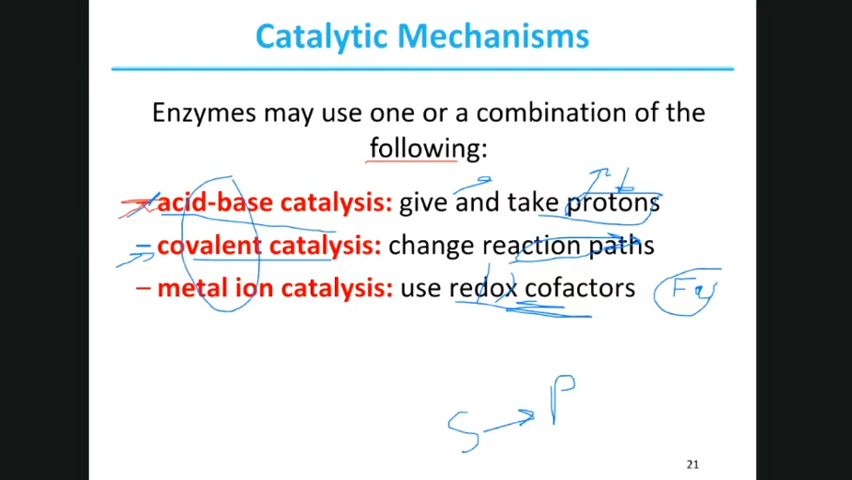 Catalytic Mechanisms
Enzymes may use one or a combination of the
following:
– acid-base catalysis: give and take protons
– covalent catalysis: change reaction paths
– metal ion catalysis: use redox cofactors
S → P
21